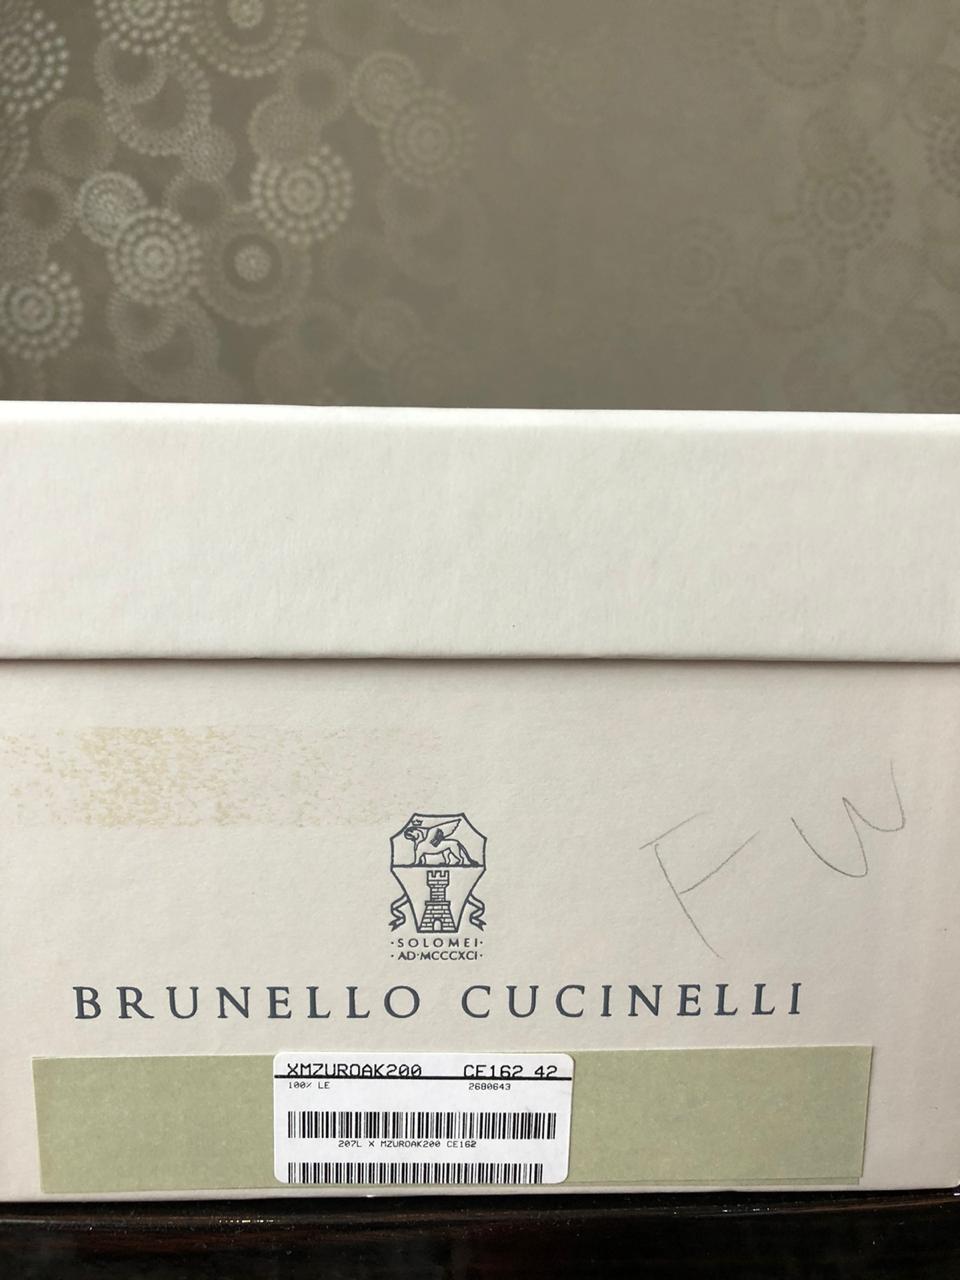 FW
·SOLOMEI·
·AD·MCCCXCI·
BRUNELLO CUCINELLI
XMZUROAK200 CE162 42
100% LE 2680643
207L X MZUROAK200 CE162